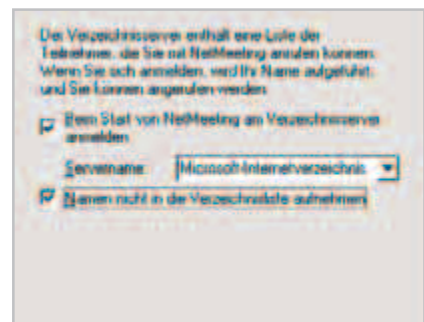 Der Verzeichnisserver enthält eine Liste der
Teilnehmer, die Sie mit NetMeeting anrufen können.
Wenn Sie sich anmelden, wird Ihr Name aufgeführt,
und Sie können angerufen werden.
Beim Start von NetMeeting am Verzeichnisserver
anmelden
Servername: Microsoft-Internetverzeichnis
Namen nicht in die Verzeichnisliste aufnehmen